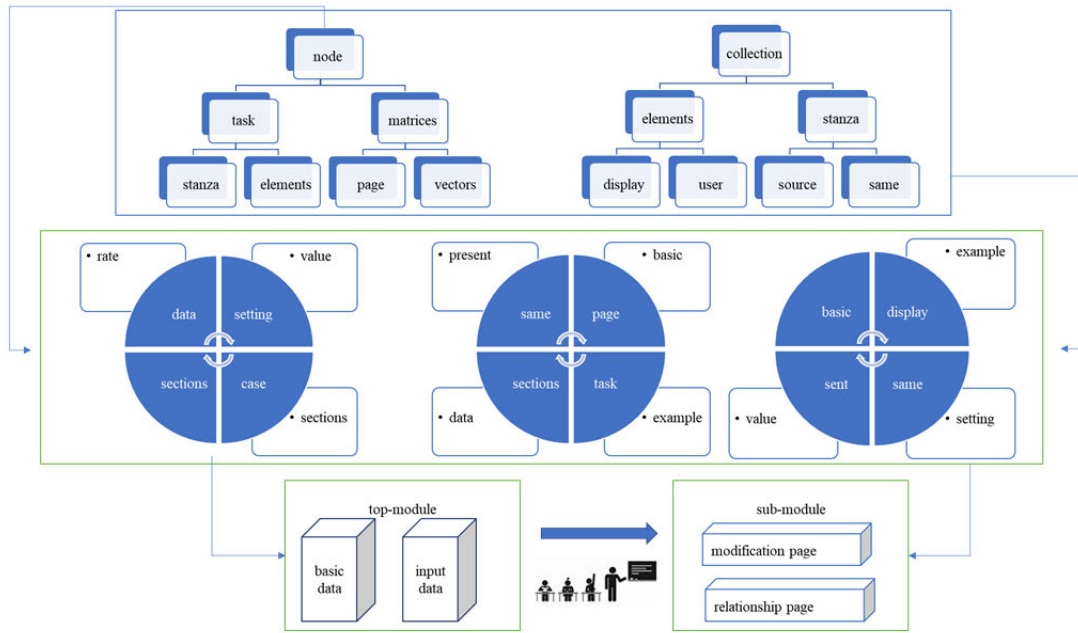 node
collection
task
matrices
elements
stanza
stanza
elements
page
vectors
display
user
source
same
• rate
• value
data
setting
sections
case
• sections
• present
• basic
same
page
sections
task
• data
• example
• example
basic
display
sent
same
• value
• setting
top-module
basic
data
input
data
sub-module
modification page
relationship page